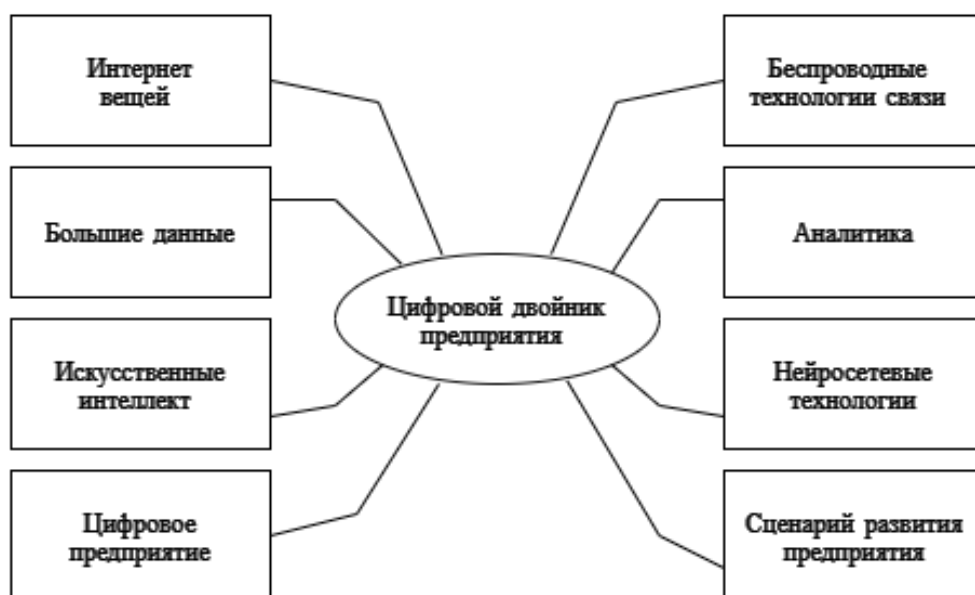 Интернет
вещей
Беспроводные
технологии связи
Большие данные
Аналитика
Цифровой двойник
предприятия
Искусственные
интеллект
Нейросетевые
технологии
Цифровое
предприятие
Сценарий развития
предприятия